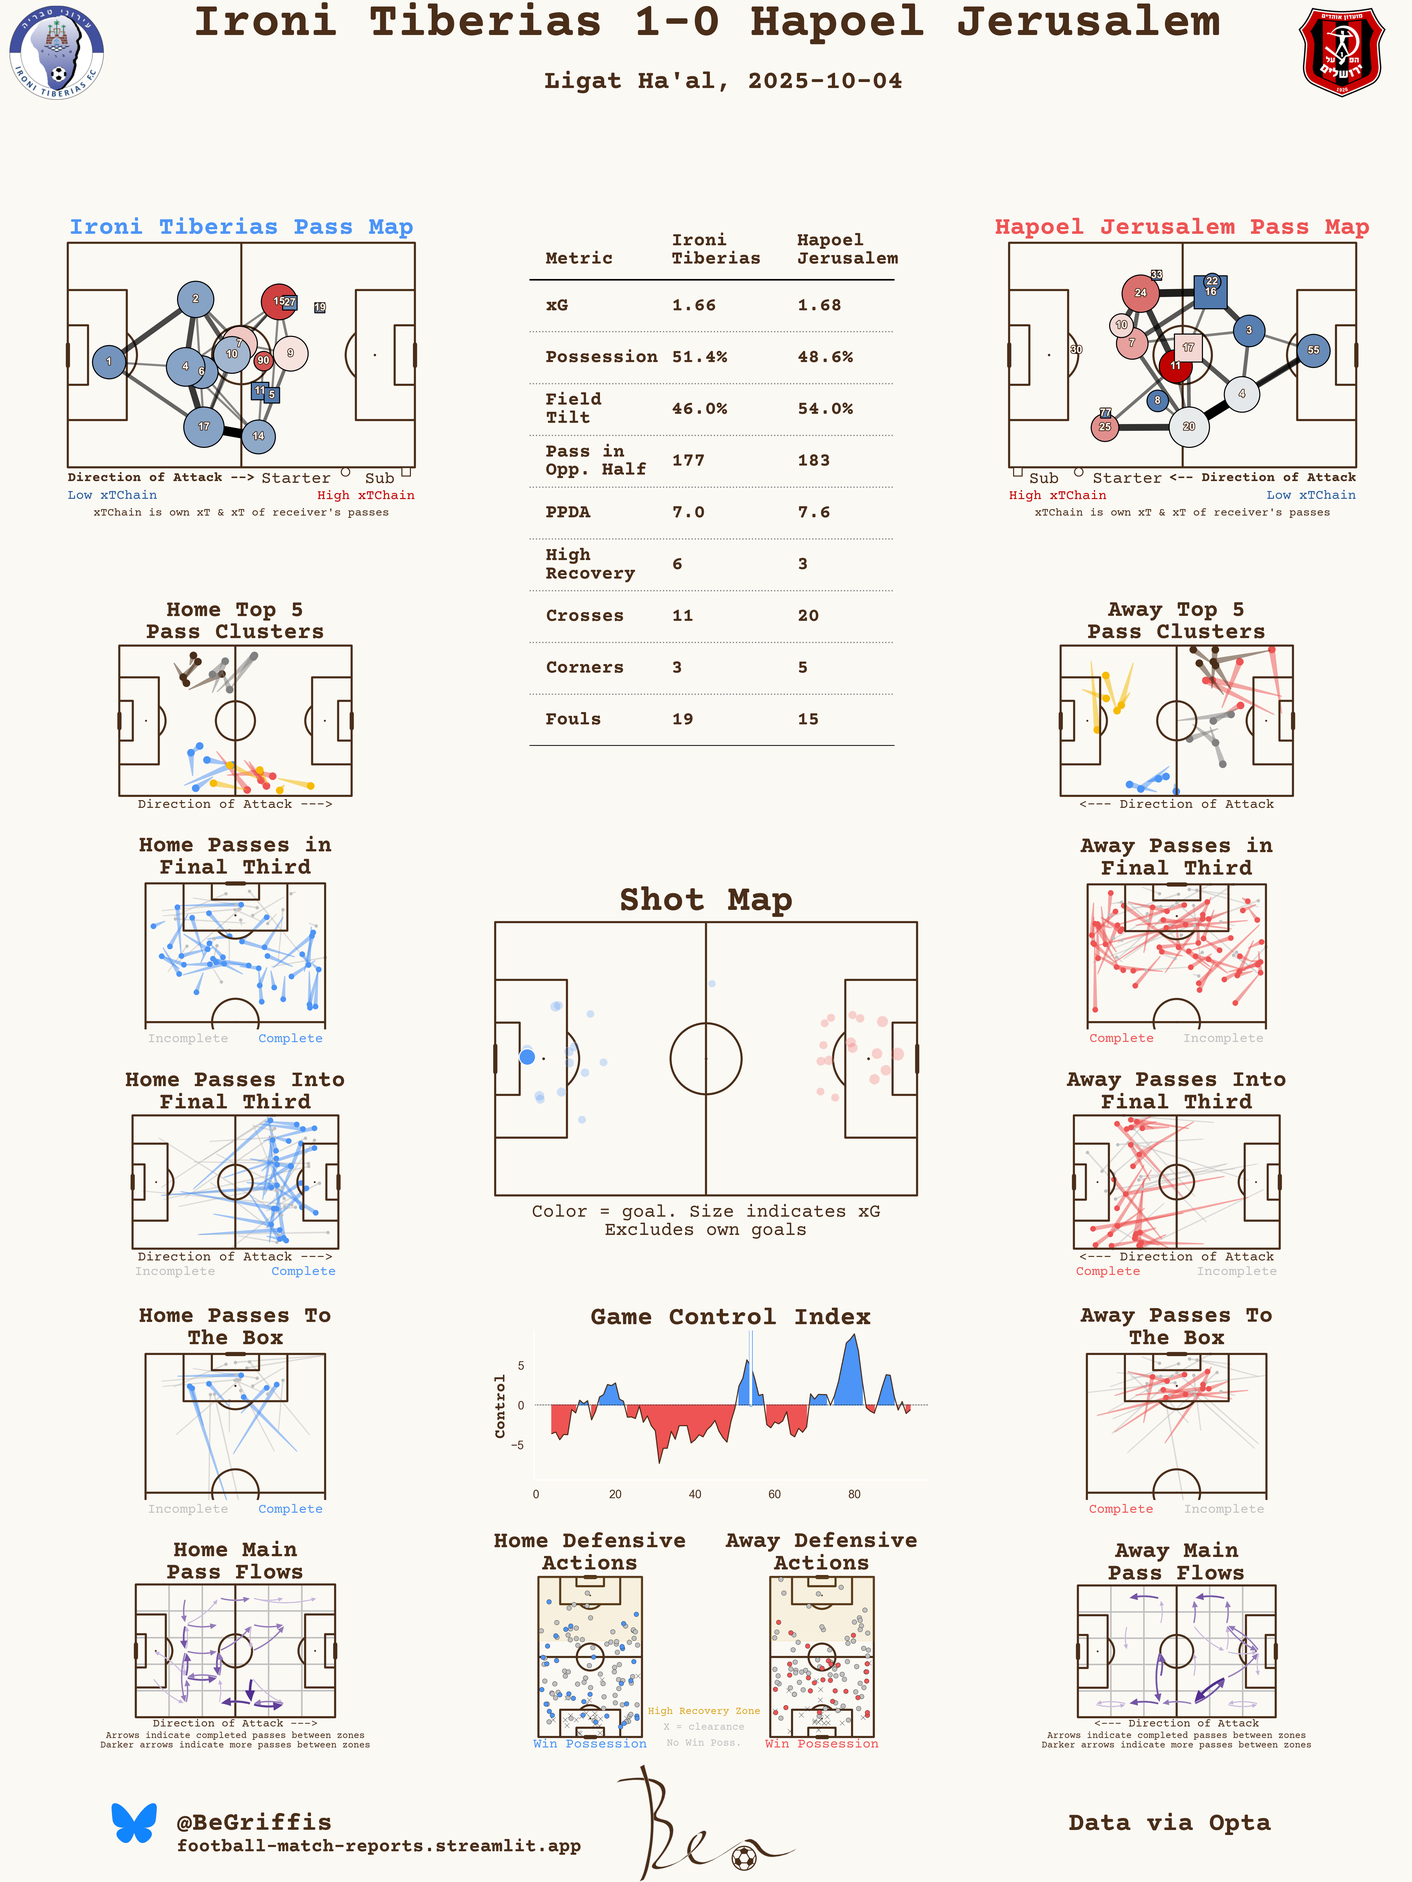 Ironi Tiberias 1-0 Hapoel Jerusalem
Ligat Ha'al, 2025-10-04
עירוני טבריה
IRONI TIBERIAS F.C
מועדון אוהדים
הפועל
ירושלים
1926
Ironi Tiberias Pass Map
2
15
27
19
7
10
9
90
1
4
6
11
5
17
14
Direction of Attack --> Starter Sub
Low xTChain High xTChain
xTChain is own xT & xT of receiver's passes
Metric Ironi Tiberias Hapoel Jerusalem
xG 1.66 1.68
Possession 51.4% 48.6%
Field Tilt 46.0% 54.0%
Pass in Opp. Half 177 183
PPDA 7.0 7.6
High Recovery 6 3
Crosses 11 20
Corners 3 5
Fouls 19 15
Hapoel Jerusalem Pass Map
33
22
24
16
10
3
7
17
30
55
11
4
8
77
25
20
Sub Starter <-- Direction of Attack
High xTChain Low xTChain
xTChain is own xT & xT of receiver's passes
Home Top 5
Pass Clusters
Direction of Attack --->
Away Top 5
Pass Clusters
<--- Direction of Attack
Home Passes in
Final Third
Incomplete Complete
Away Passes in
Final Third
Complete Incomplete
Shot Map
Color = goal. Size indicates xG
Excludes own goals
Home Passes Into
Final Third
Direction of Attack --->
Incomplete Complete
Away Passes Into
Final Third
<--- Direction of Attack
Complete Incomplete
Home Passes To
The Box
Incomplete Complete
Game Control Index
Control
5
0
−5
0 20 40 60 80
Away Passes To
The Box
Complete Incomplete
Home Main
Pass Flows
Direction of Attack --->
Arrows indicate completed passes between zones
Darker arrows indicate more passes between zones
Home Defensive
Actions
Win Possession
High Recovery Zone
X = clearance
No Win Poss.
Away Defensive
Actions
Win Possession
Away Main
Pass Flows
<--- Direction of Attack
Arrows indicate completed passes between zones
Darker arrows indicate more passes between zones
@BeGriffis
football-match-reports.streamlit.app
Ben
Data via Opta